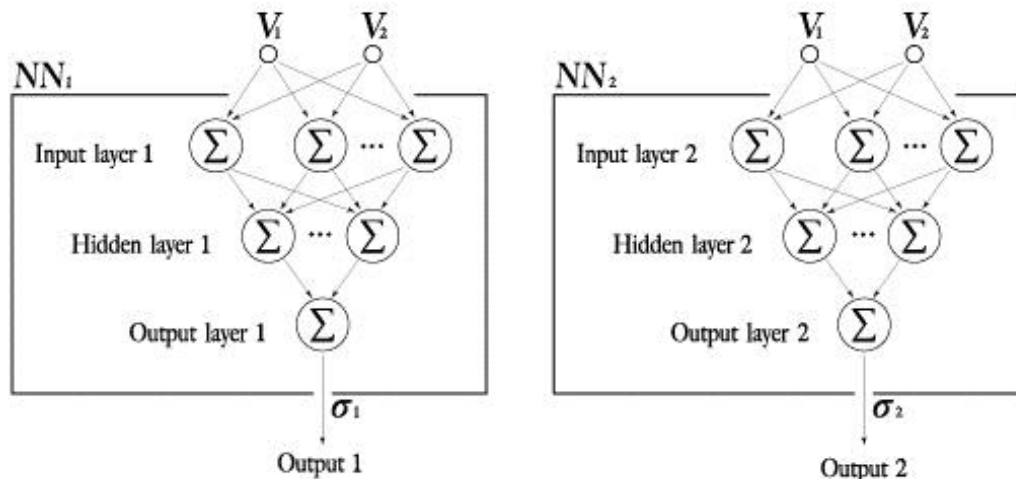 V₁ V₂
NN₁
Input layer 1
Σ Σ ... Σ
Hidden layer 1
Σ ... Σ
Output layer 1
Σ
σ₁
Output 1
V₁ V₂
NN₂
Input layer 2
Σ Σ ... Σ
Hidden layer 2
Σ ... Σ
Output layer 2
Σ
σ₂
Output 2